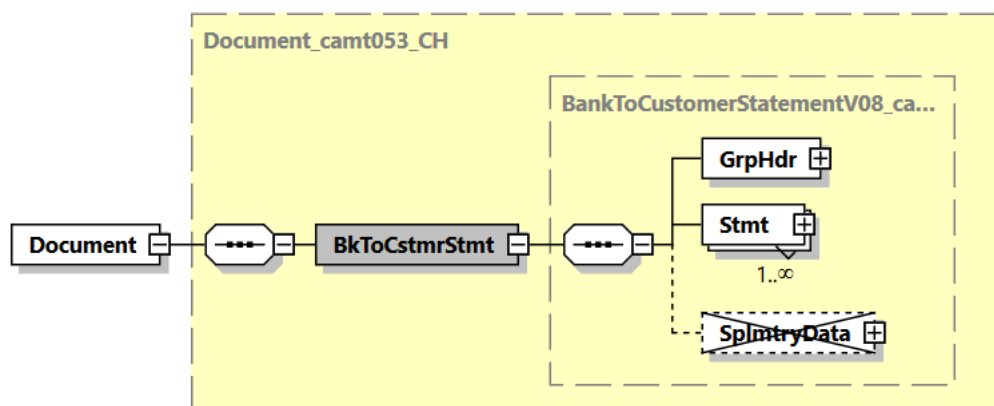 Document_camt053_CH
BankToCustomerStatementV08_ca...
GrpHdr
Document
BkToCstmrStmt
Stmt
1..∞
SplmtryData